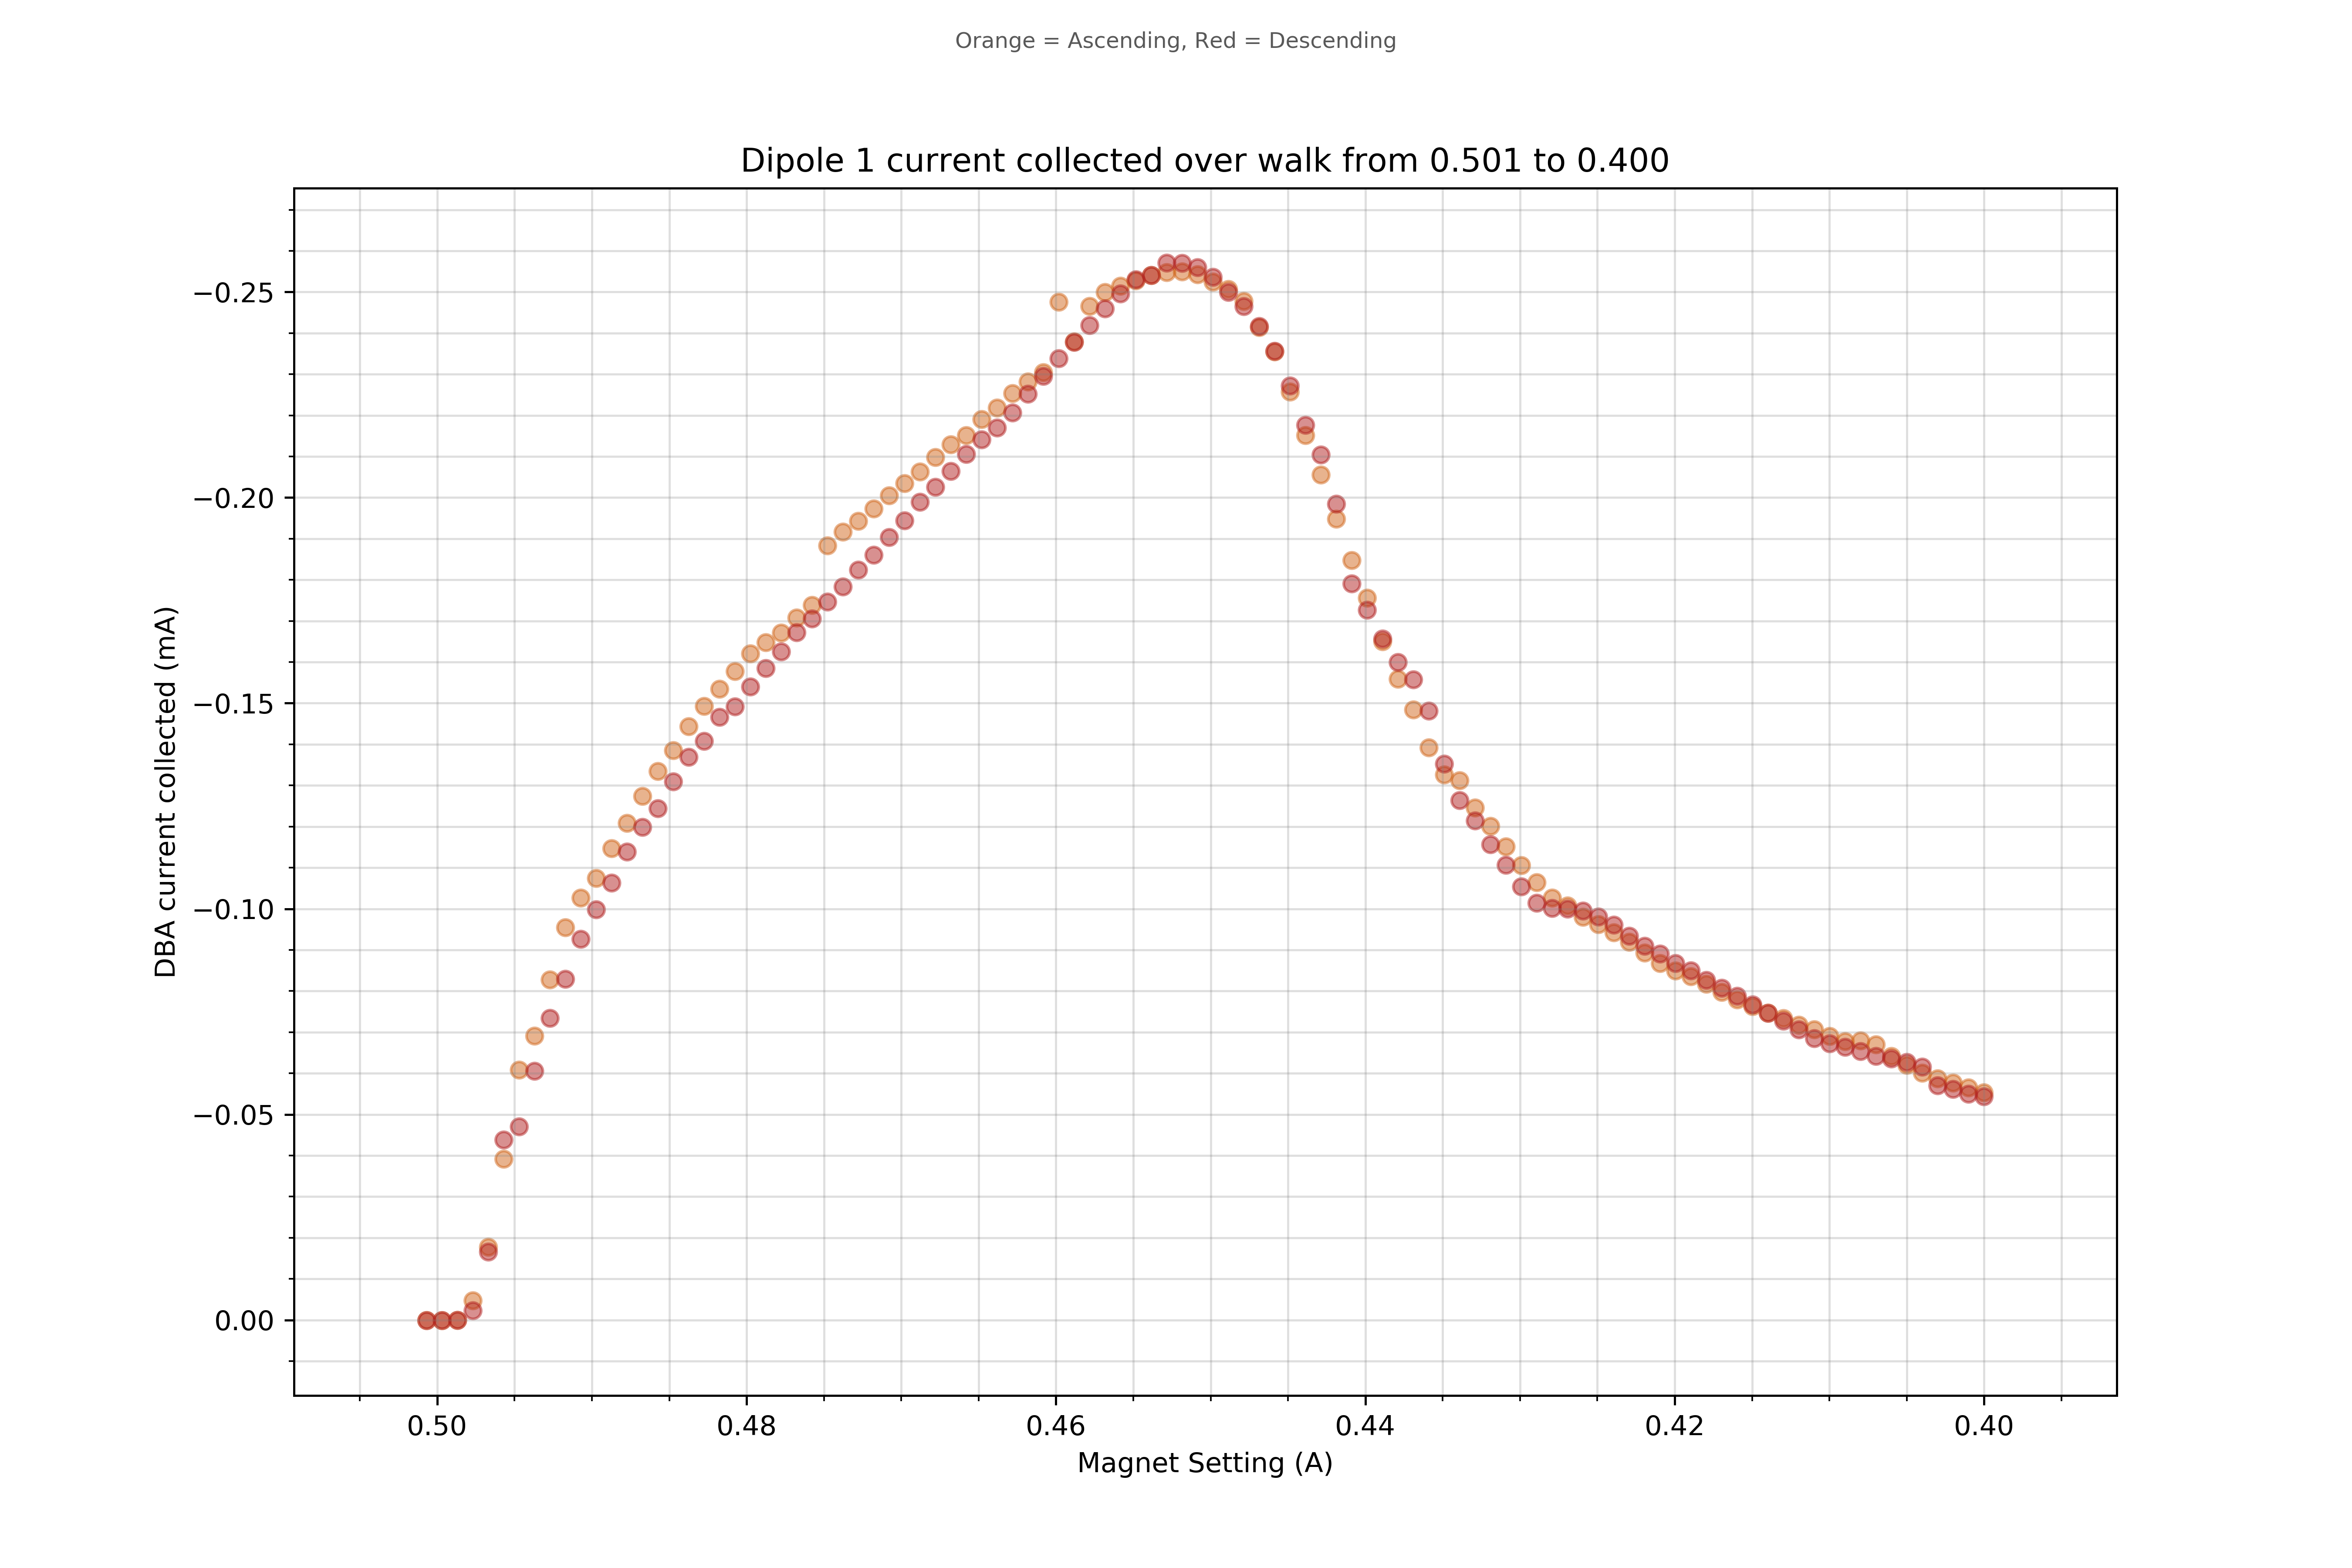 Orange = Ascending, Red = Descending
Dipole 1 current collected over walk from 0.501 to 0.400
DBA current collected (mA)
−0.25
−0.20
−0.15
−0.10
−0.05
0.00
0.50 0.48 0.46 0.44 0.42 0.40
Magnet Setting (A)